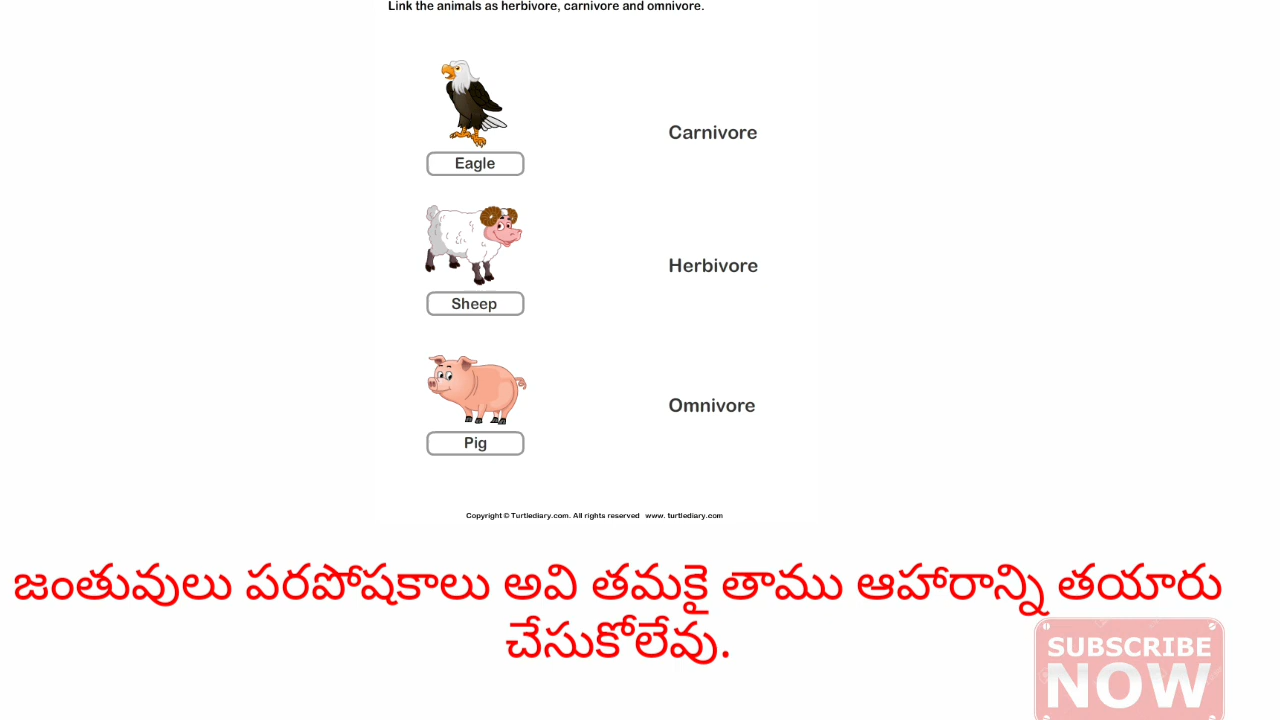 Link the animals as herbivore, carnivore and omnivore.
Carnivore
Eagle
Herbivore
Sheep
Omnivore
Pig
Copyright © Turtlediary.com. All rights reserved www. turtlediary.com
జంతువులు పరపోషకాలు అవి తమకై తాము ఆహారాన్ని తయారు
చేసుకోలేవు.
SUBSCRIBE
NOW